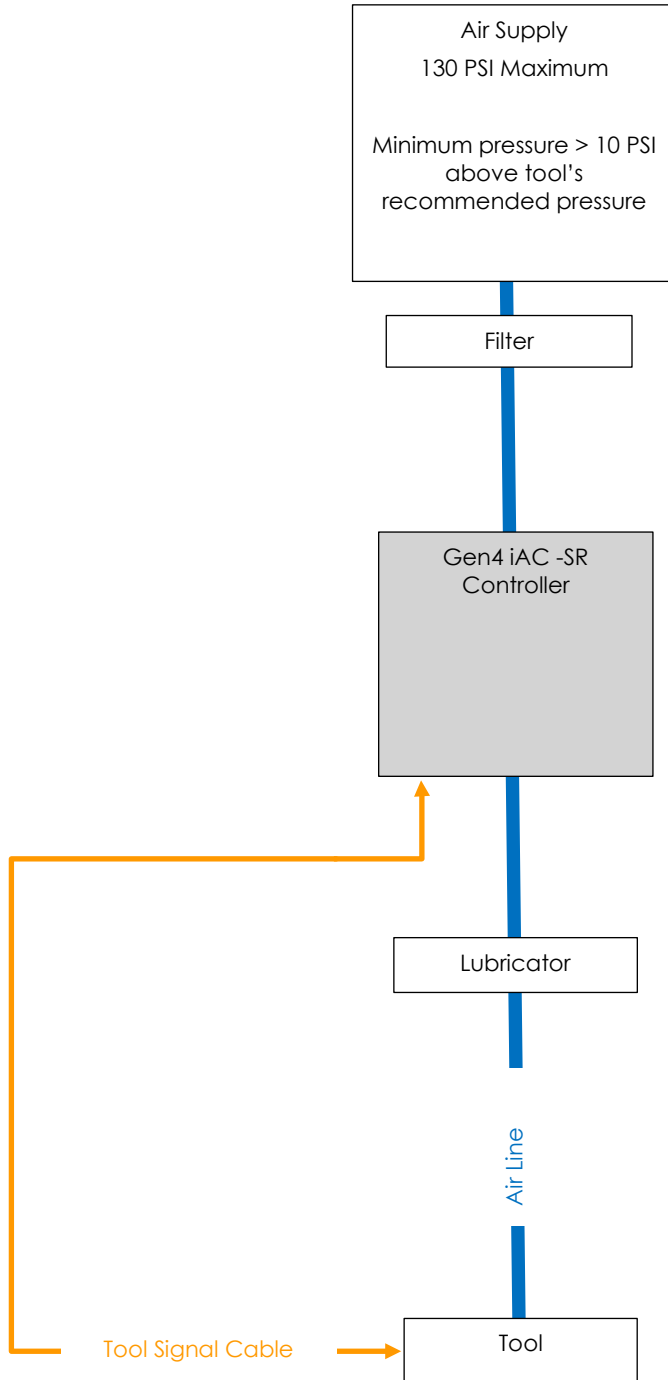 Air Supply
130 PSI Maximum
Minimum pressure > 10 PSI
above tool's
recommended pressure
Filter
Gen4 iAC -SR
Controller
Lubricator
Air Line
Tool Signal Cable
Tool